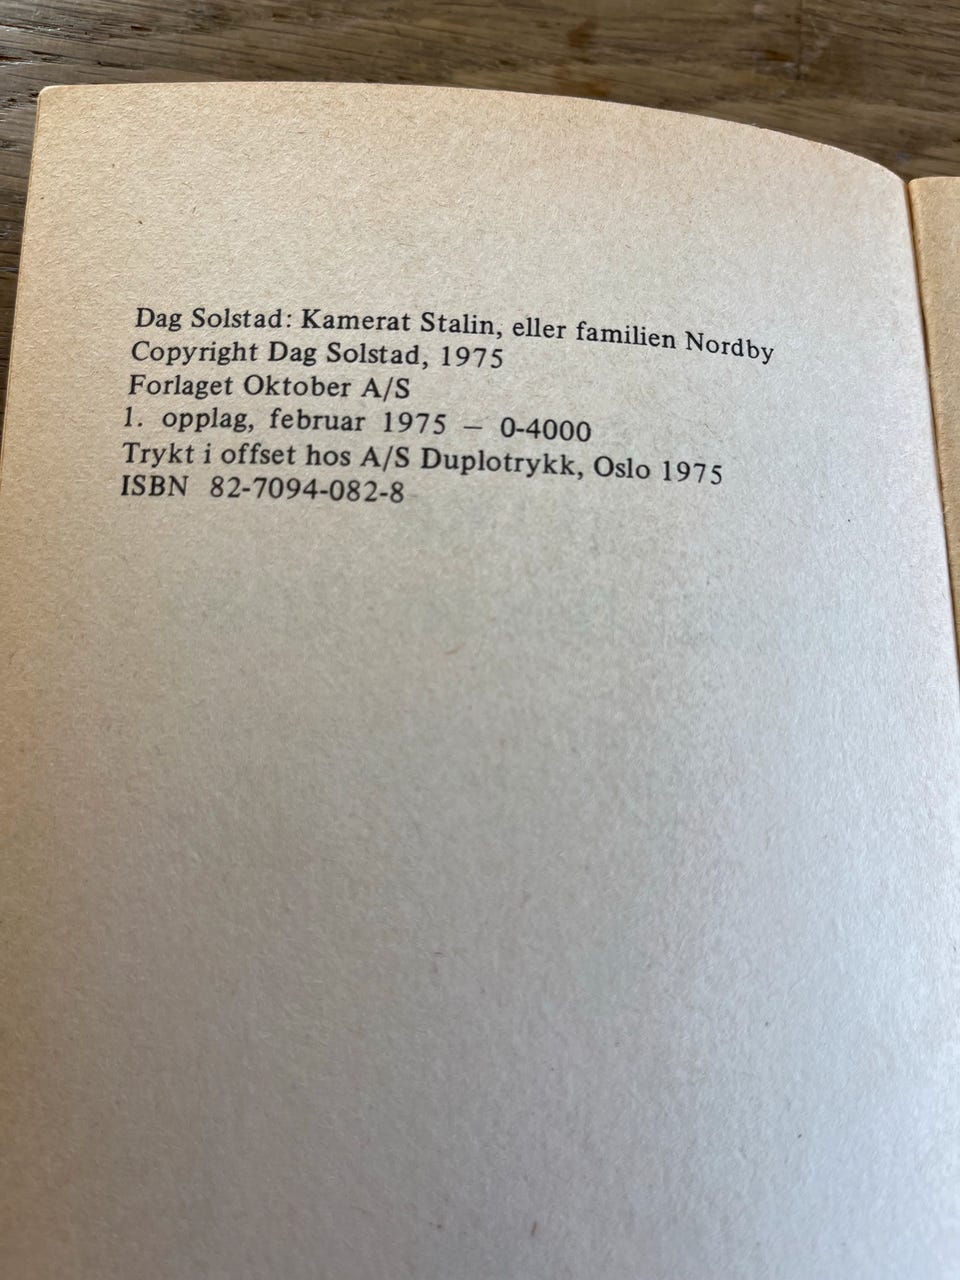 Dag Solstad: Kamerat Stalin, eller familien Nordby
Copyright Dag Solstad, 1975
Forlaget Oktober A/S
1. opplag, februar 1975 – 0-4000
Trykt i offset hos A/S Duplotrykk, Oslo 1975
ISBN 82-7094-082-8